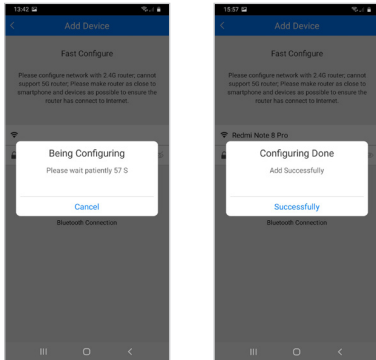 13:42
Add Device
Fast Configure
Please configure network with 2.4G router, cannot
support 5G router; Please make router as close to
smartphone and devices as possible to ensure the
router has connect to Internet.
Being Configuring
Please wait patiently 57 S
Cancel
Bluetooth Connection
15:57
Add Device
Fast Configure
Please configure network with 2.4G router, cannot
support 5G router; Please make router as close to
smartphone and devices as possible to ensure the
router has connect to Internet.
Redmi Note 8 Pro
Configuring Done
Add Successfully
Successfully
Bluetooth Connection